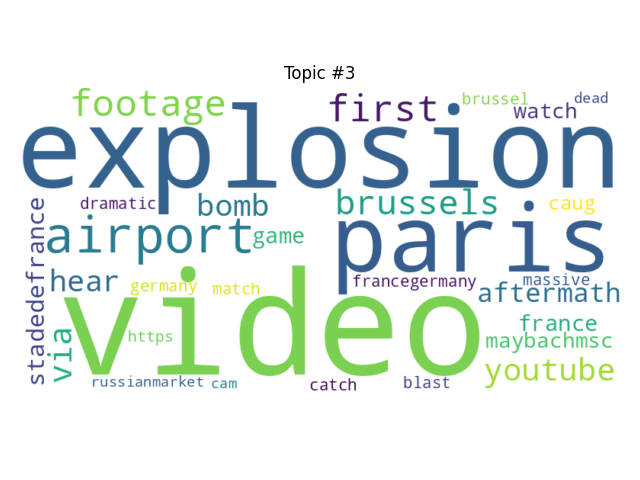 Topic #3
footage first brussel dead
watch
explosion
dramatic bomb brussels caug
airport game paris
stadedefrance
hear germany match francegermany massive
aftermath
video
via
https
france
maybachmsc
youtube
russianmarket cam catch blast